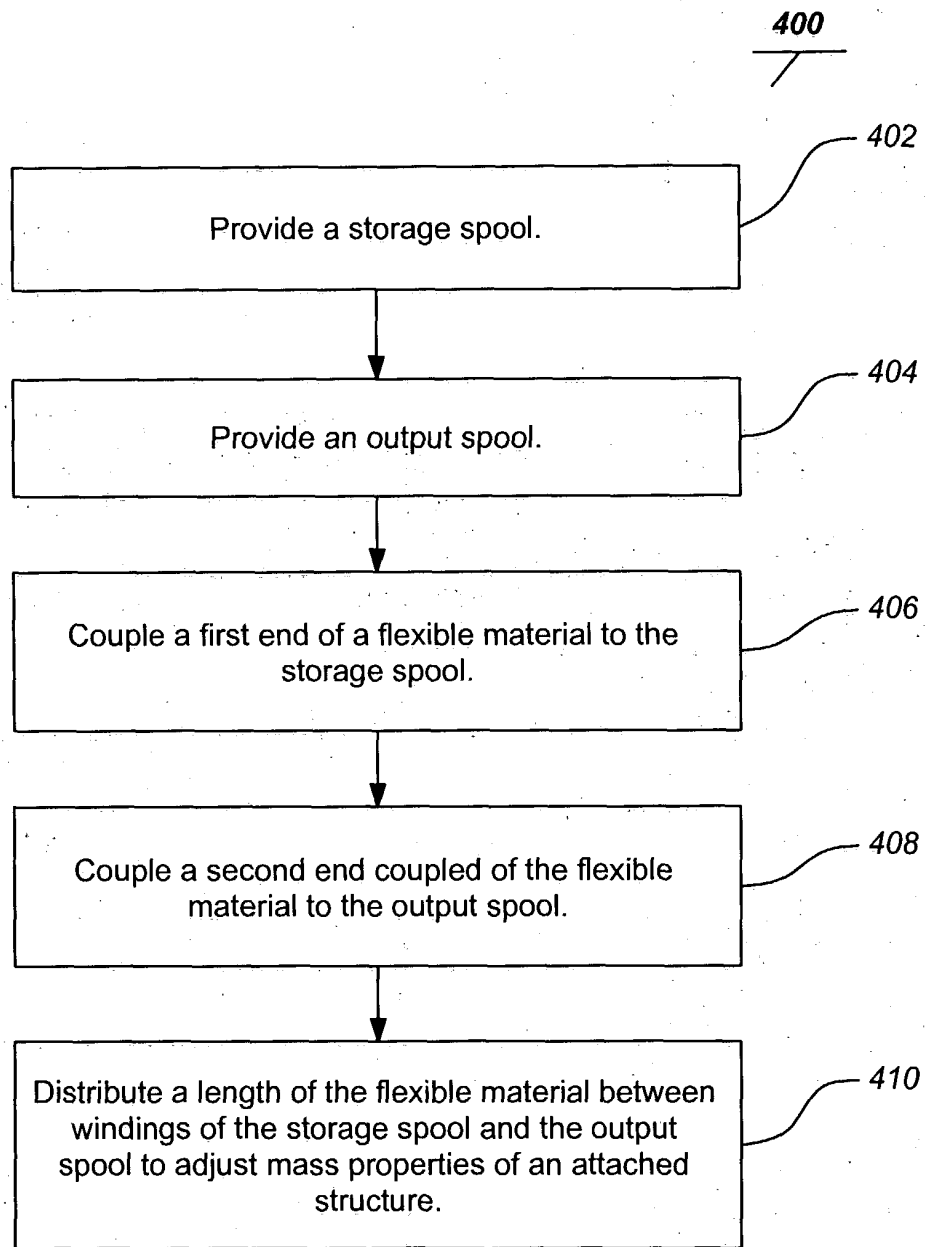 400
402
Provide a storage spool.
404
Provide an output spool.
406
Couple a first end of a flexible material to the
storage spool.
408
Couple a second end coupled of the flexible
material to the output spool.
410
Distribute a length of the flexible material between
windings of the storage spool and the output
spool to adjust mass properties of an attached
structure.